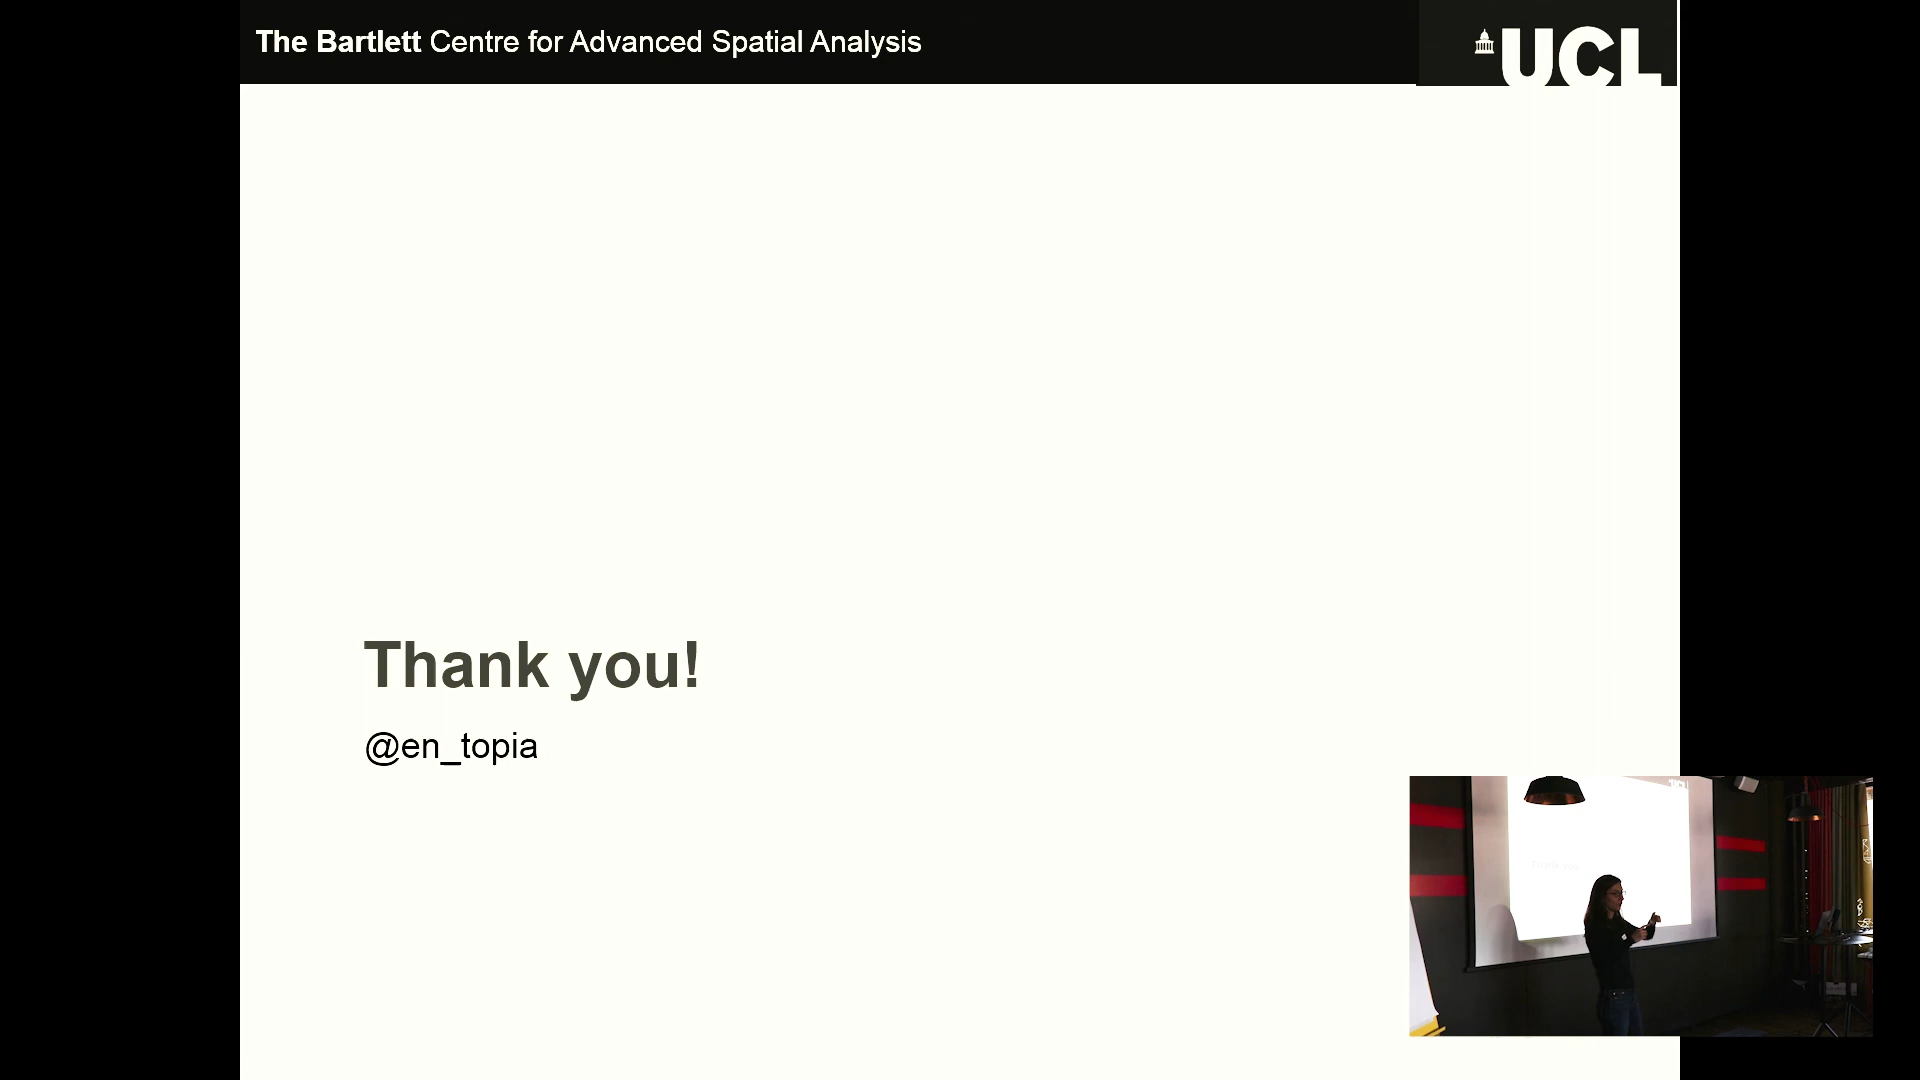 The Bartlett Centre for Advanced Spatial Analysis
UCL
Thank you!
@en_topia